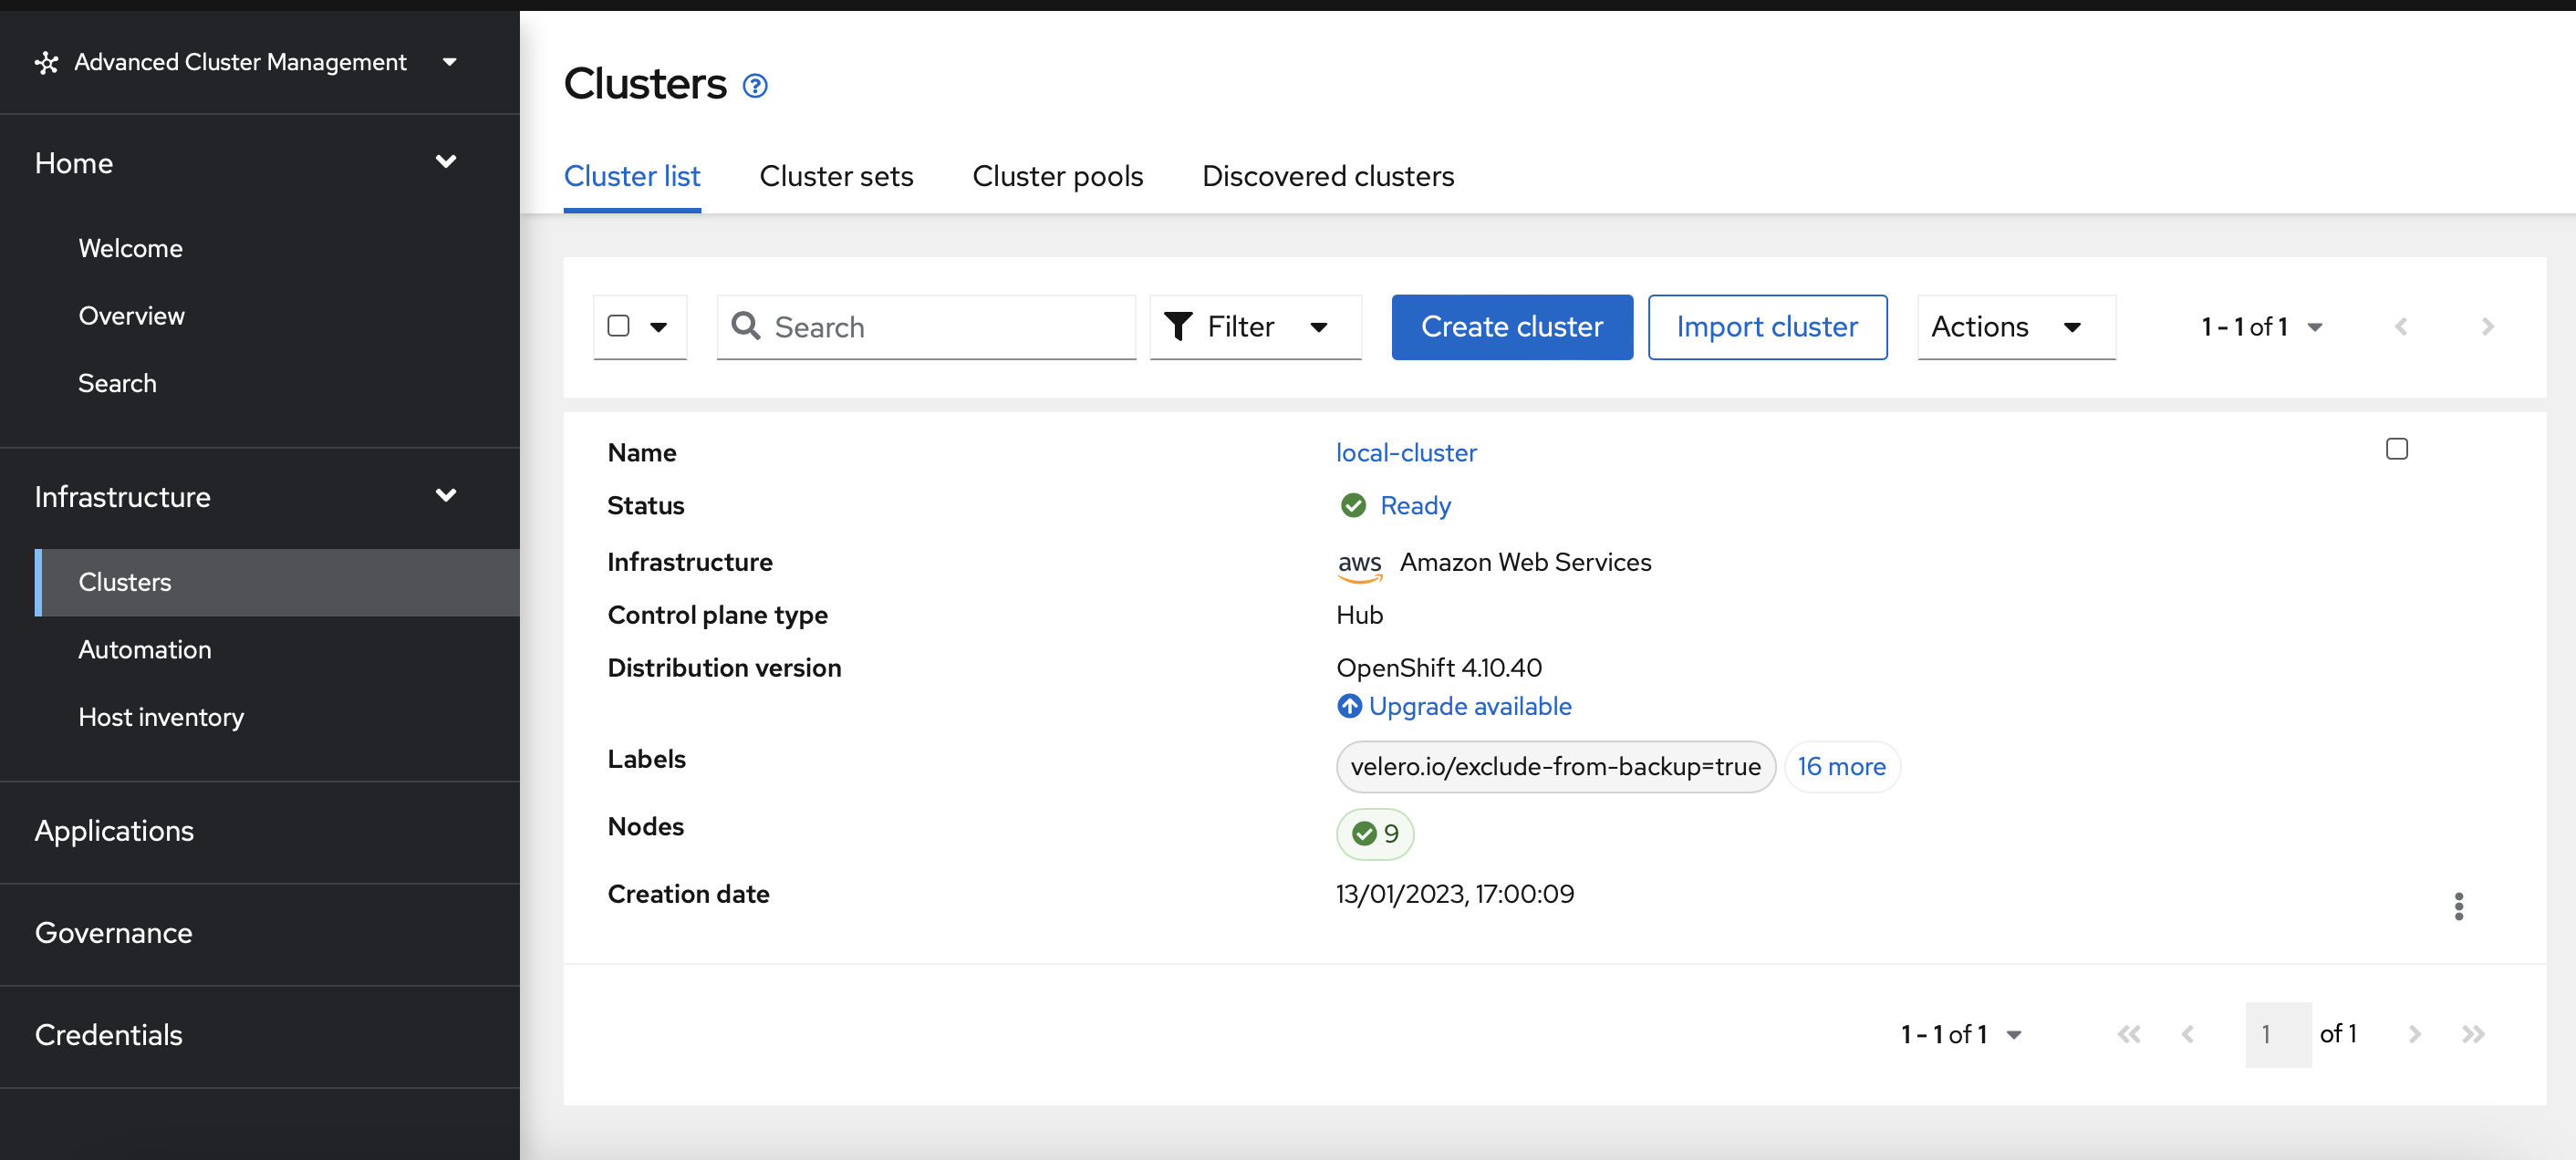 Advanced Cluster Management
Home
Welcome
Overview
Search
Infrastructure
Clusters
Automation
Host inventory
Applications
Governance
Credentials
Clusters
Cluster list Cluster sets Cluster pools Discovered clusters
Search Filter Create cluster Import cluster Actions 1 - 1 of 1
Name local-cluster
Status Ready
Infrastructure aws Amazon Web Services
Control plane type Hub
Distribution version OpenShift 4.10.40
Upgrade available
Labels velero.io/exclude-from-backup=true 16 more
Nodes 9
Creation date 13/01/2023, 17:00:09
1 - 1 of 1 1 of 1